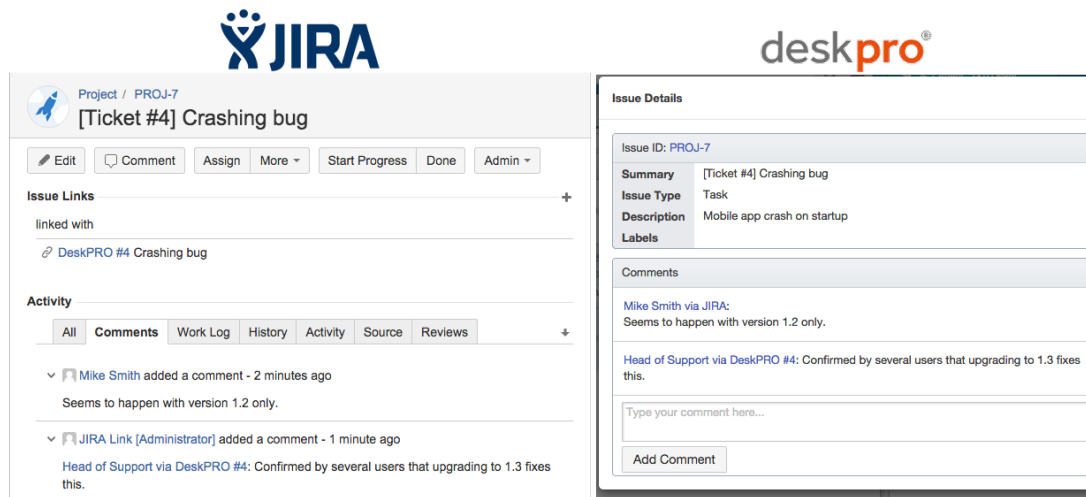 JIRA
Project / PROJ-7
[Ticket #4] Crashing bug
Edit Comment Assign More Start Progress Done Admin
Issue Links
linked with
DeskPRO #4 Crashing bug
Activity
All Comments Work Log History Activity Source Reviews
Mike Smith added a comment - 2 minutes ago
Seems to happen with version 1.2 only.
JIRA Link [Administrator] added a comment - 1 minute ago
Head of Support via DeskPRO #4: Confirmed by several users that upgrading to 1.3 fixes
this.
deskpro®
Issue Details
Issue ID: PROJ-7
Summary [Ticket #4] Crashing bug
Issue Type Task
Description Mobile app crash on startup
Labels
Comments
Mike Smith via JIRA:
Seems to happen with version 1.2 only.
Head of Support via DeskPRO #4: Confirmed by several users that upgrading to 1.3 fixes
this.
Type your comment here...
Add Comment